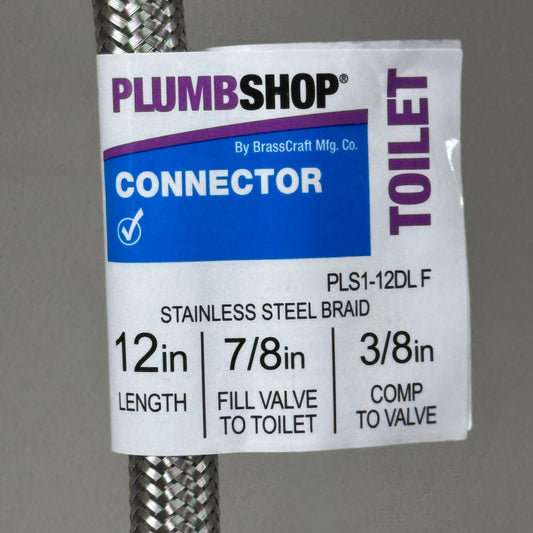 PLUMBSHOP®
By BrassCraft Mfg. Co.
CONNECTOR
TOILET
PLS1-12DL F
STAINLESS STEEL BRAID
12in
LENGTH
7/8in
FILL VALVE
TO TOILET
3/8in
COMP
TO VALVE